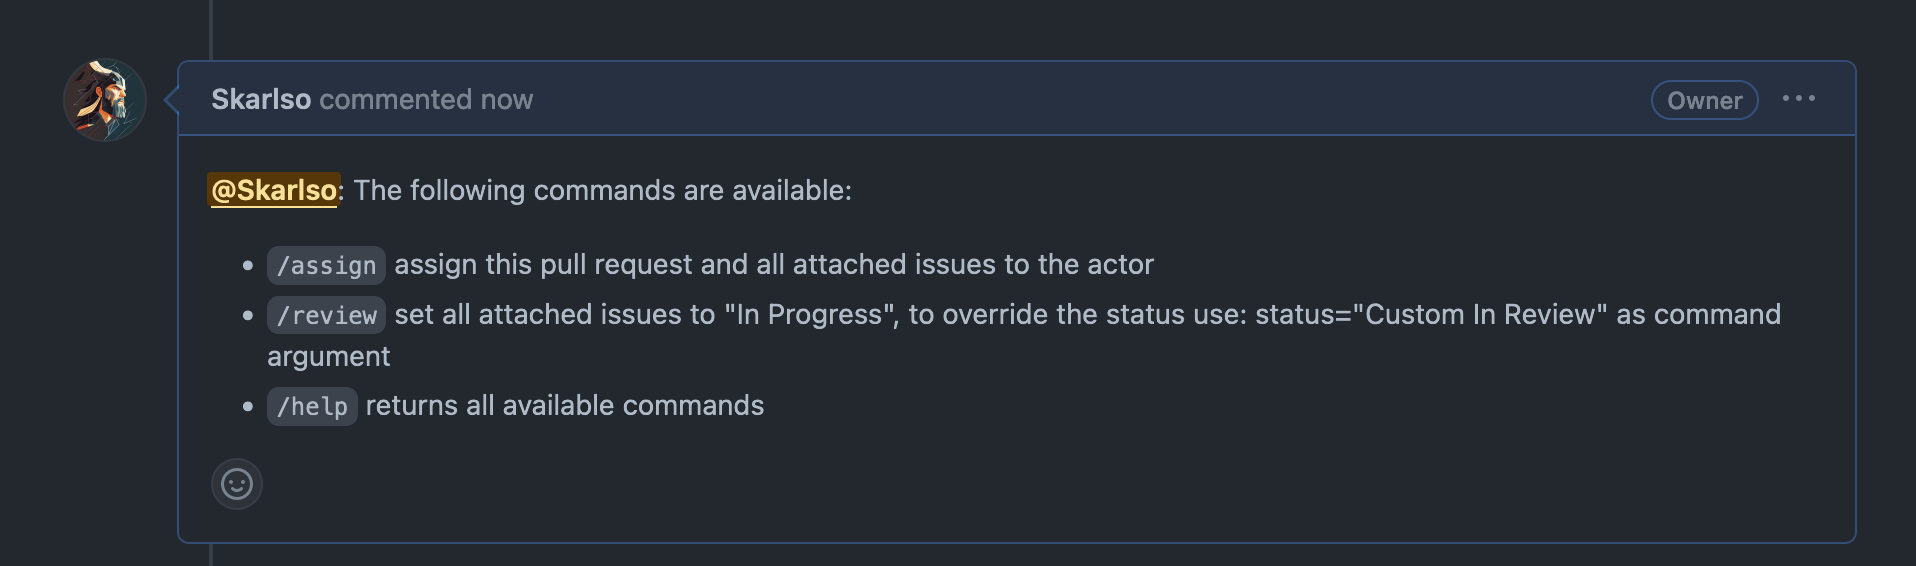 Skarlso commented now
Owner
@Skarlso: The following commands are available:
/assign assign this pull request and all attached issues to the actor
/review set all attached issues to "In Progress", to override the status use: status="Custom In Review" as command
argument
/help returns all available commands